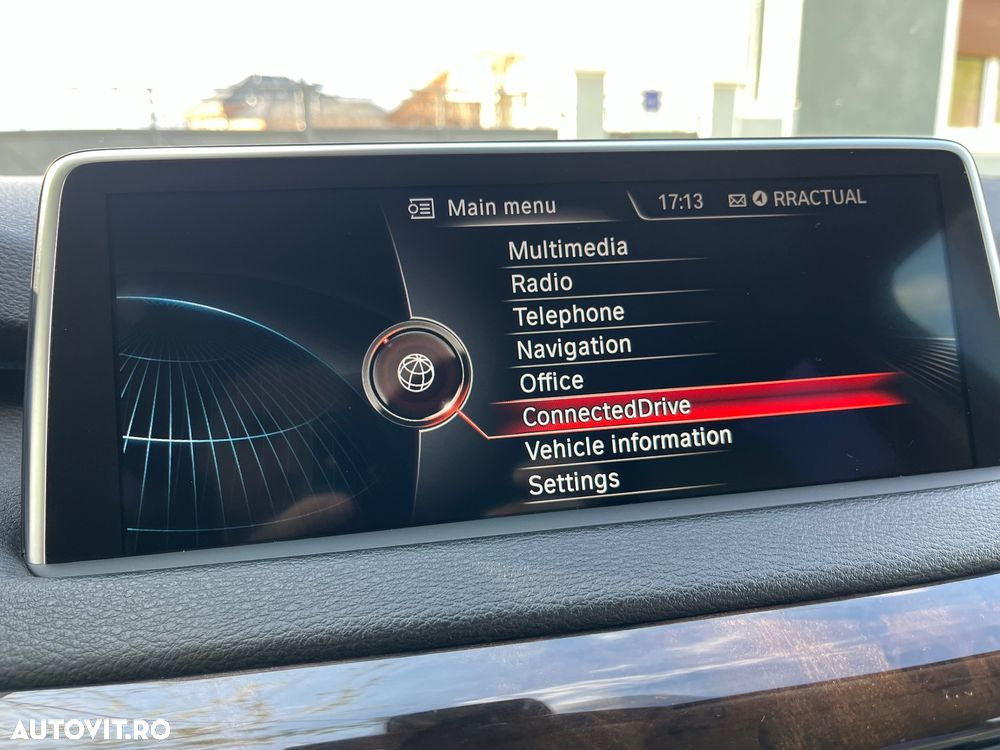 Main menu 17:13 RRACTUAL
Multimedia
Radio
Telephone
Navigation
Office
ConnectedDrive
Vehicle information
Settings
AUTOVIT.RO